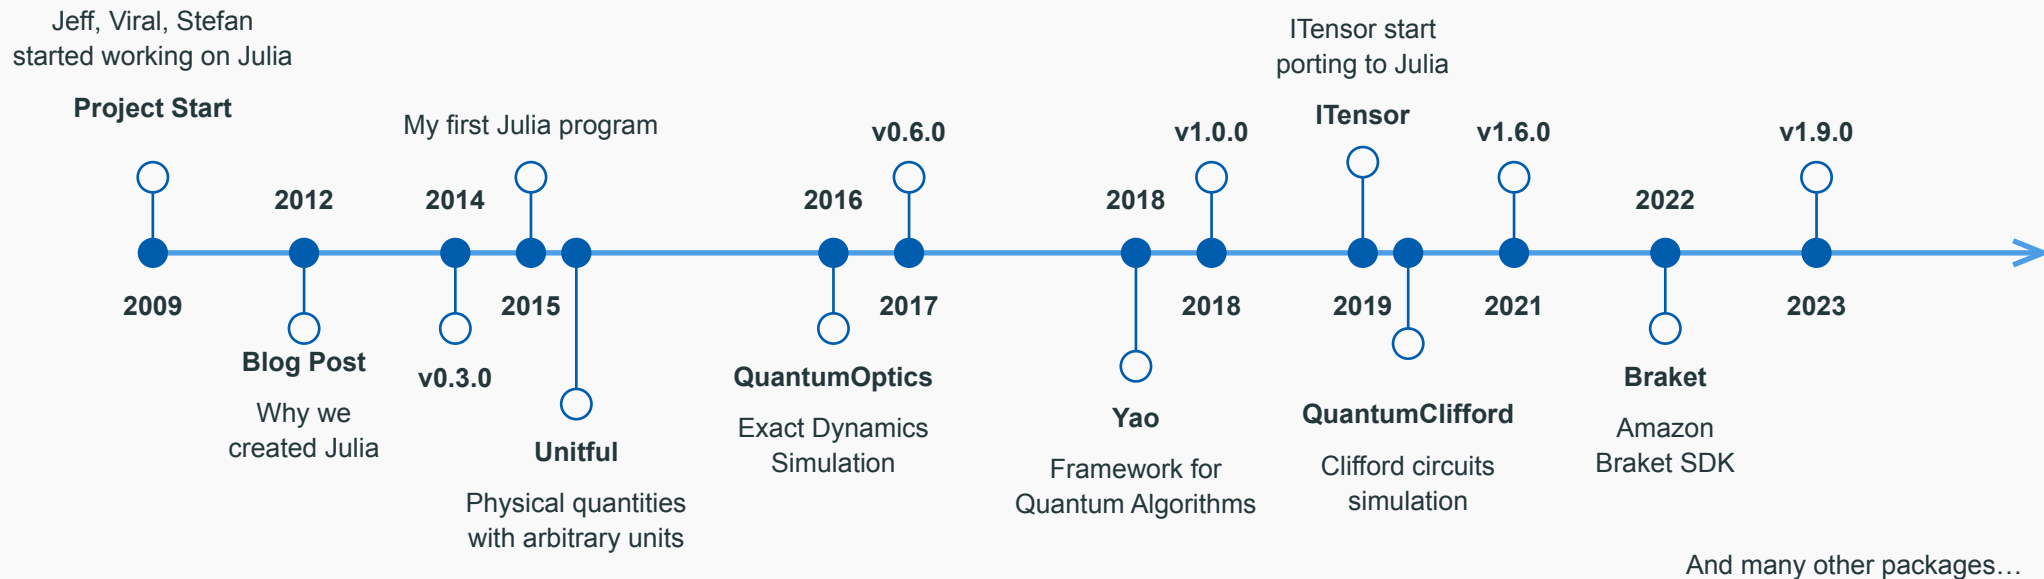 Jeff, Viral, Stefan
started working on Julia
Project Start
2009
2012
Blog Post
Why we
created Julia
2014
v0.3.0
My first Julia program
2015
Unitful
Physical quantities
with arbitrary units
2016
QuantumOptics
Exact Dynamics
Simulation
v0.6.0
2017
2018
Yao
Framework for
Quantum Algorithms
v1.0.0
2018
ITensor start
porting to Julia
ITensor
2019
QuantumClifford
Clifford circuits
simulation
v1.6.0
2021
2022
Braket
Amazon
Braket SDK
v1.9.0
2023
And many other packages…